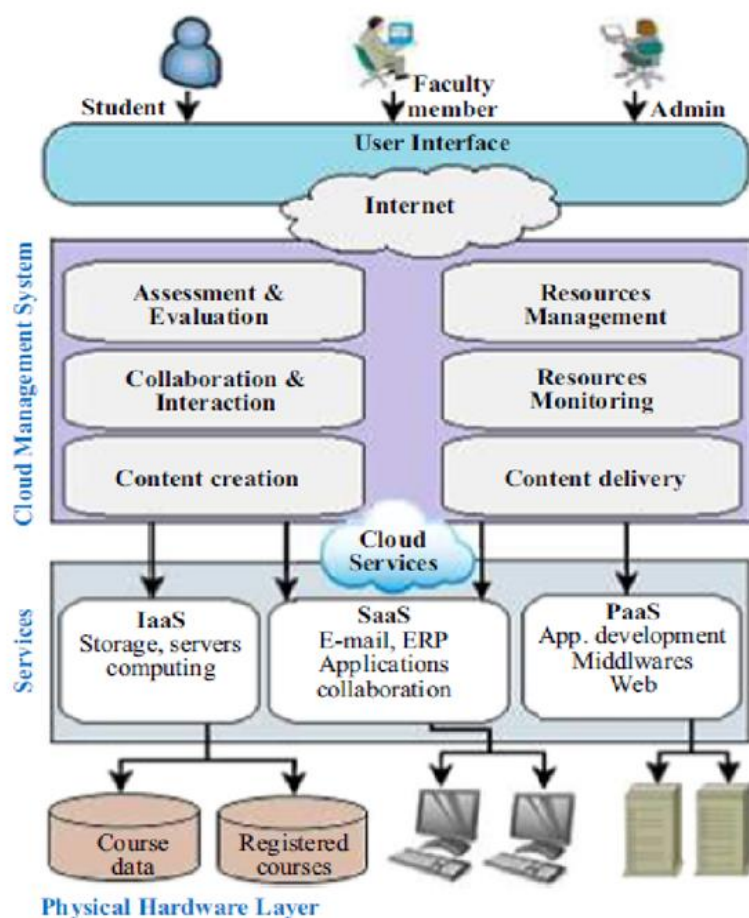 Student
Faculty
member
Admin
User Interface
Internet
Cloud Management System
Assessment &
Evaluation
Resources
Management
Collaboration &
Interaction
Resources
Monitoring
Content creation
Content delivery
Cloud
Services
Services
IaaS
Storage, servers
computing
SaaS
E-mail, ERP
Applications
collaboration
PaaS
App. development
Middlwares
Web
Course
data
Registered
courses
Physical Hardware Layer